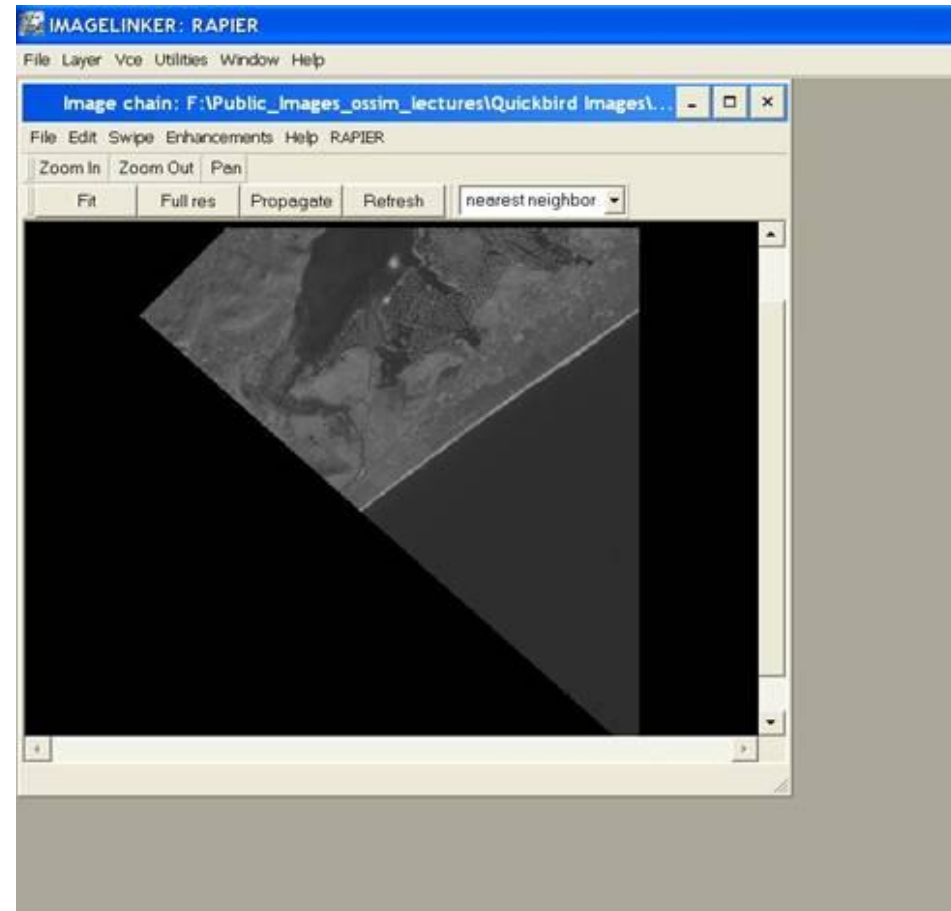 IMAGELINKER: RAPIER
File Layer Vce Utilities Window Help
Image chain: F:\Public_Images_ossim_lectures\Quickbird Images\...
File Edit Swipe Enhancements Help RAPIER
Zoom In Zoom Out Pan
Fit Full res Propagate Refresh nearest neighbor